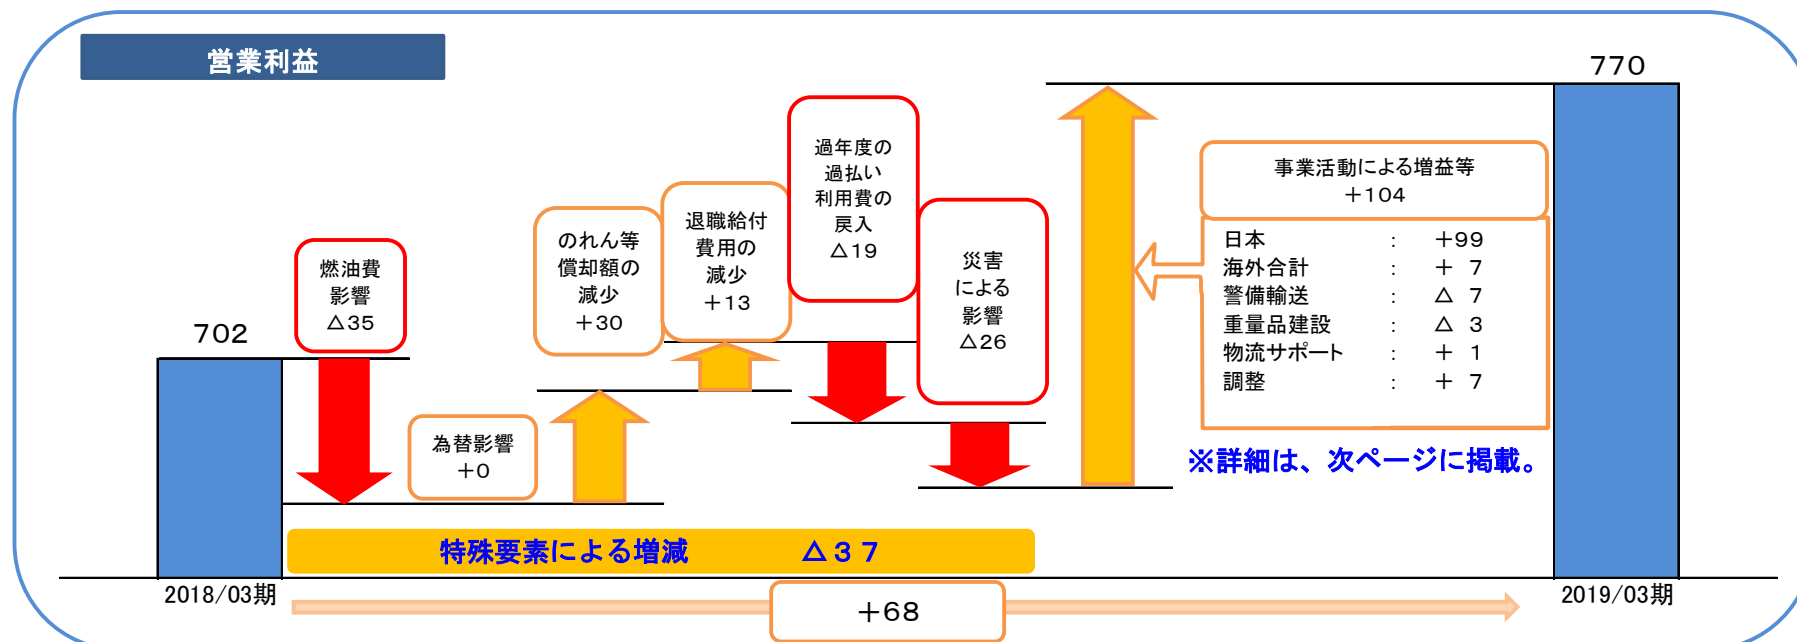 営業利益
770
過年度の
過払い
利用費の
戻入
△19
事業活動による増益等
＋104
退職給付
費用の
減少
＋13
のれん等
償却額の
減少
＋30
災害
による
影響
△26
燃油費
影響
△35
日本 : ＋99
海外合計 : ＋ 7
警備輸送 : △ 7
重量品建設 : △ 3
物流サポート : ＋ 1
調整 : ＋ 7
702
為替影響
＋0
※詳細は、次ページに掲載。
特殊要素による増減 △３７
2018/03期
2019/03期
＋68